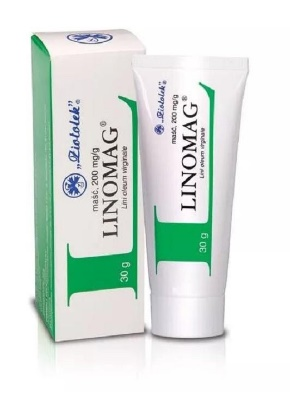 „Ziołolek”
maść, 200 mg/g
LINOMAG®
Lini oleum virginale
30 g
„Ziołolek”
maść, 200 mg/g
LINOMAG®
Lini oleum virginale
30 g